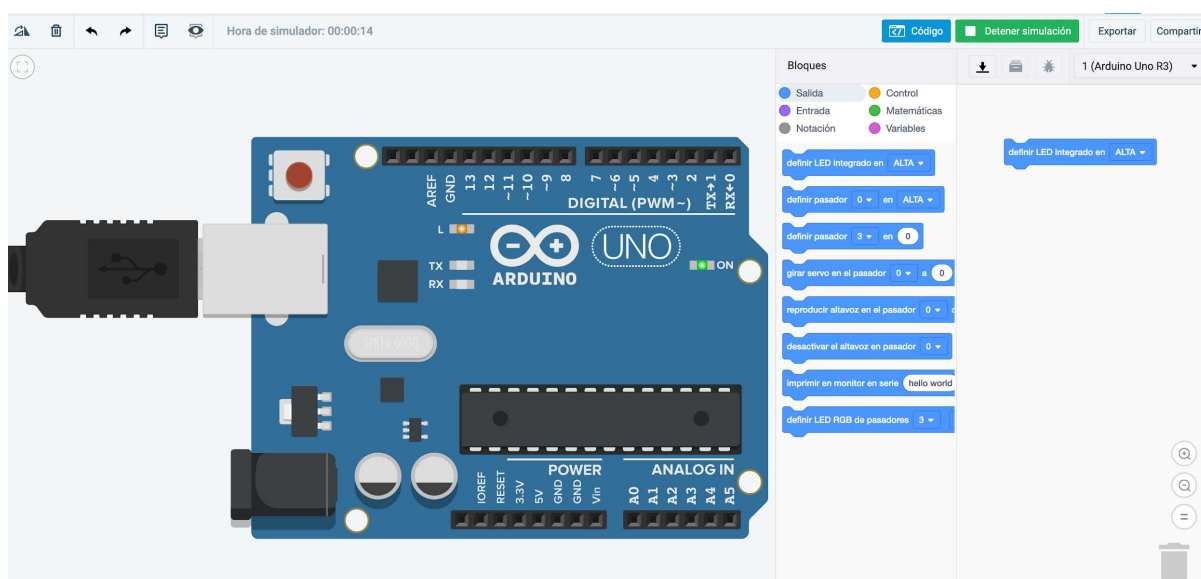 Hora de simulador: 00:00:14
Código
Detener simulación
Exportar
Compartir
Bloques
1 (Arduino Uno R3)
Salida
Control
Entrada
Matemáticas
Notación
Variables
definir LED integrado en ALTA
definir pasador 0 en ALTA
definir pasador 3 en 0
girar servo en el pasador 0 a 0
reproducir altavoz en el pasador 0
desactivar el altavoz en pasador 0
imprimir en monitor en serie hello world
definir LED RGB de pasadores 3
definir LED integrado en ALTA
AREF
GND
13
12
~11
~10
~9
8
7
~6
~5
4
~3
2
TX→1
RX←0
DIGITAL (PWM~)
L
TX
RX
ARDUINO
UNO
ON
POWER
ANALOG IN
IOREF
RESET
3.3V
5V
GND
GND
Vin
A0
A1
A2
A3
A4
A5